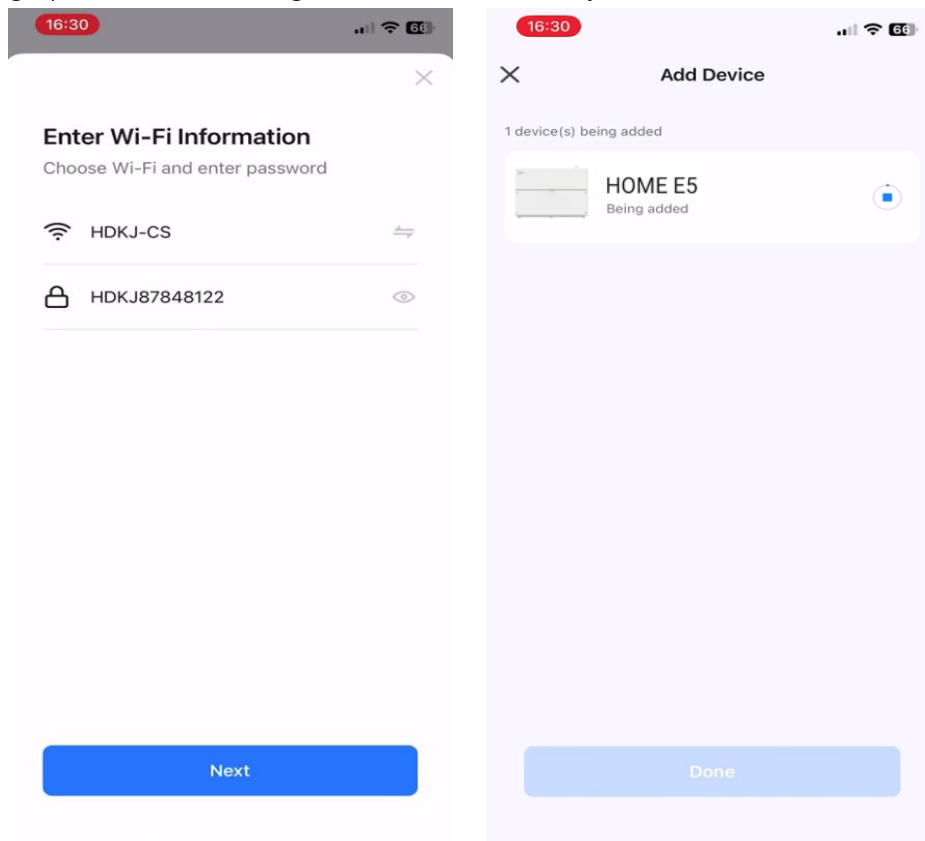 16:30
66
Enter Wi-Fi Information
Choose Wi-Fi and enter password
HDKJ-CS
HDKJ87848122
Next
16:30
66
Add Device
1 device(s) being added
HOME E5
Being added
Done